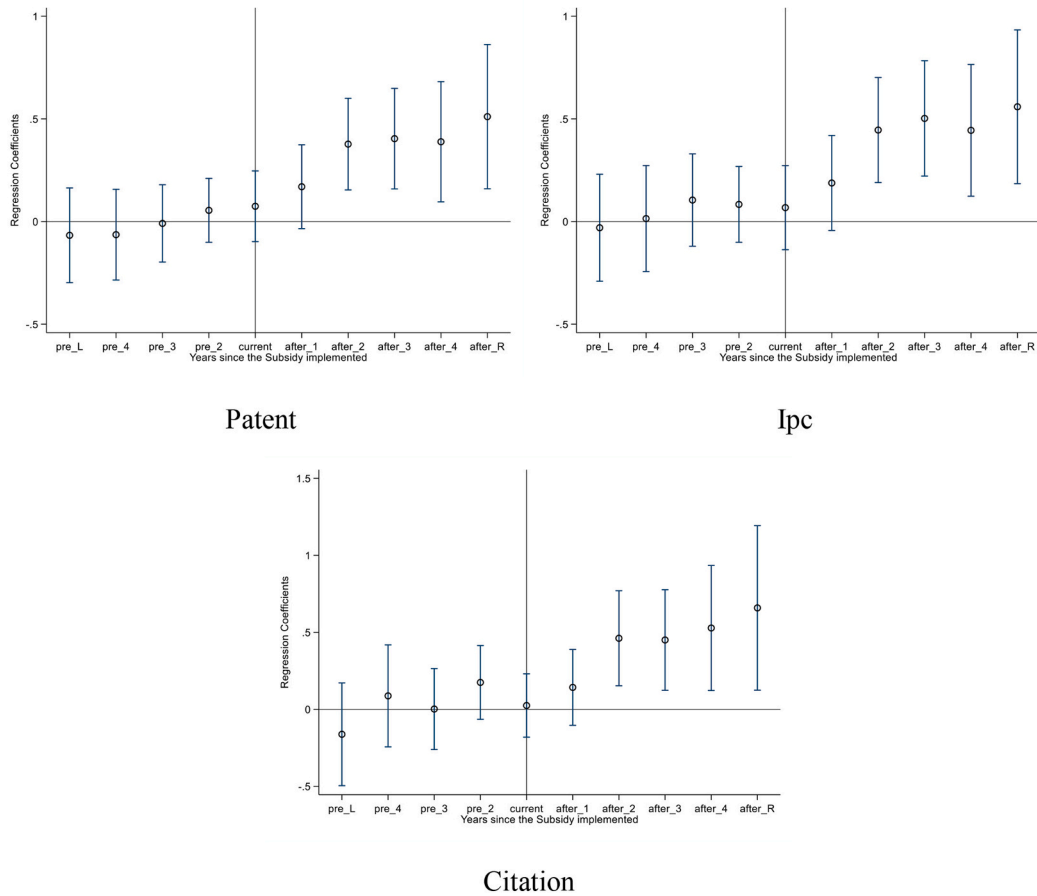 1
.5
0
-.5
Regression Coefficients
pre_L pre_4 pre_3 pre_2 current after_1 after_2 after_3 after_4 after_R
Years since the Subsidy implemented
Patent
1
.5
0
-.5
Regression Coefficients
pre_L pre_4 pre_3 pre_2 current after_1 after_2 after_3 after_4 after_R
Years since the Subsidy implemented
Ipc
1.5
1
.5
0
-.5
Regression Coefficients
pre_L pre_4 pre_3 pre_2 current after_1 after_2 after_3 after_4 after_R
Years since the Subsidy implemented
Citation